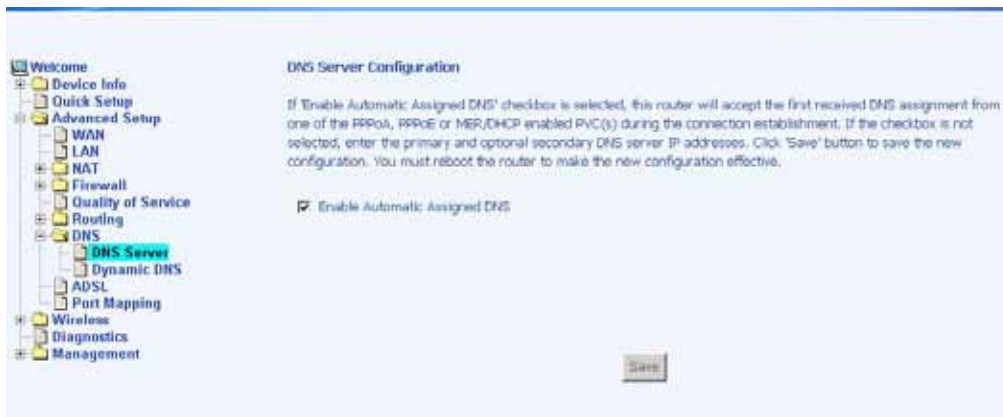 Welcome
Device Info
Quick Setup
Advanced Setup
WAN
LAN
NAT
Firewall
Quality of Service
Routing
DNS
DNS Server
Dynamic DNS
ADSL
Port Mapping
Wireless
Diagnostics
Management
DNS Server Configuration
If 'Enable Automatic Assigned DNS' checkbox is selected, this router will accept the first received DNS assignment from
one of the PPPoA, PPPoE or MER/DHCP enabled PVC(s) during the connection establishment. If the checkbox is not
selected, enter the primary and optional secondary DNS server IP addresses. Click 'Save' button to save the new
configuration. You must reboot the router to make the new configuration effective.
Enable Automatic Assigned DNS
Save